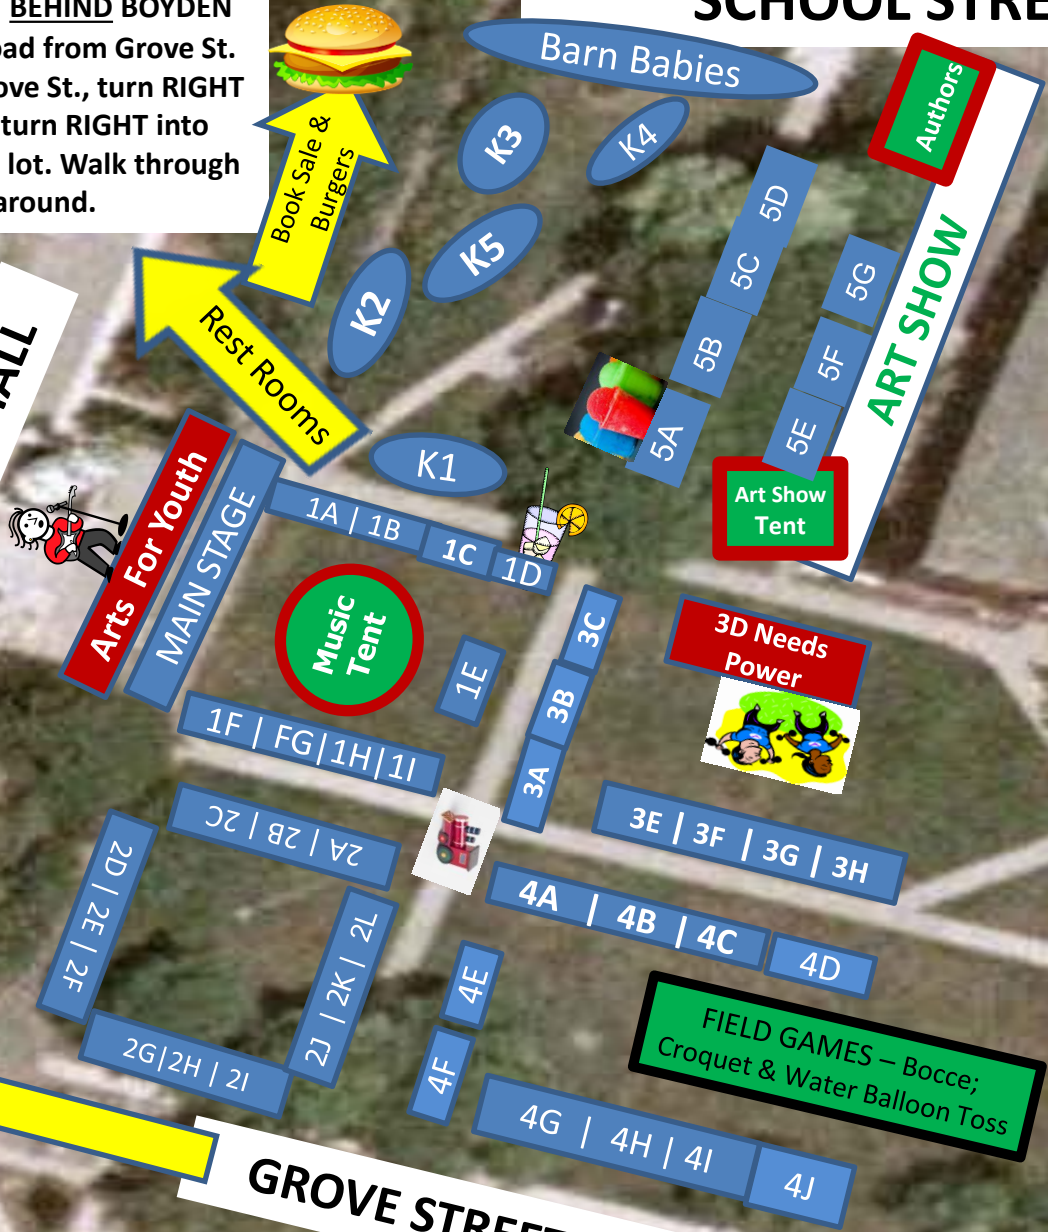 BEHIND BOYDEN
oad from Grove St.
ove St., turn RIGHT
turn RIGHT into
lot. Walk through
around.
SCHOOL STRE
Barn Babies
Authors
K3
K4
Book Sale &
Burgers
K5
K2
5D
5C
5B
5A
5G
5F
5E
ART SHOW
Rest Rooms
ALL
K1
Art Show
Tent
Arts For Youth
MAIN STAGE
1A | 1B
1C
1D
Music
Tent
1E
3C
3B
3A
3D Needs
Power
1F | FG|1H|1I
2A | 2B | 2C
3E | 3F | 3G | 3H
2D | 2E | 2F
2J | 2K | 2L
4A | 4B | 4C
4D
4E
4F
FIELD GAMES – Bocce;
Croquet & Water Balloon Toss
2G|2H | 2I
4G | 4H | 4I
4J
GROVE STREET